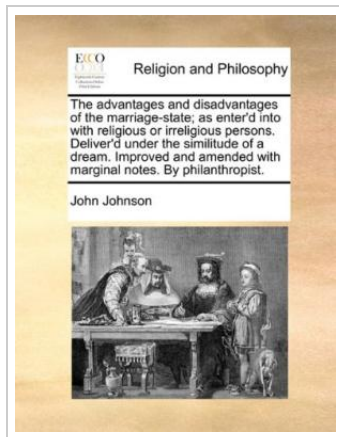 ECCO
Religion and Philosophy
The advantages and disadvantages
of the marriage-state; as enter'd into
with religious or irreligious persons.
Deliver'd under the similitude of a
dream. Improved and amended with
marginal notes. By philanthropist.
John Johnson